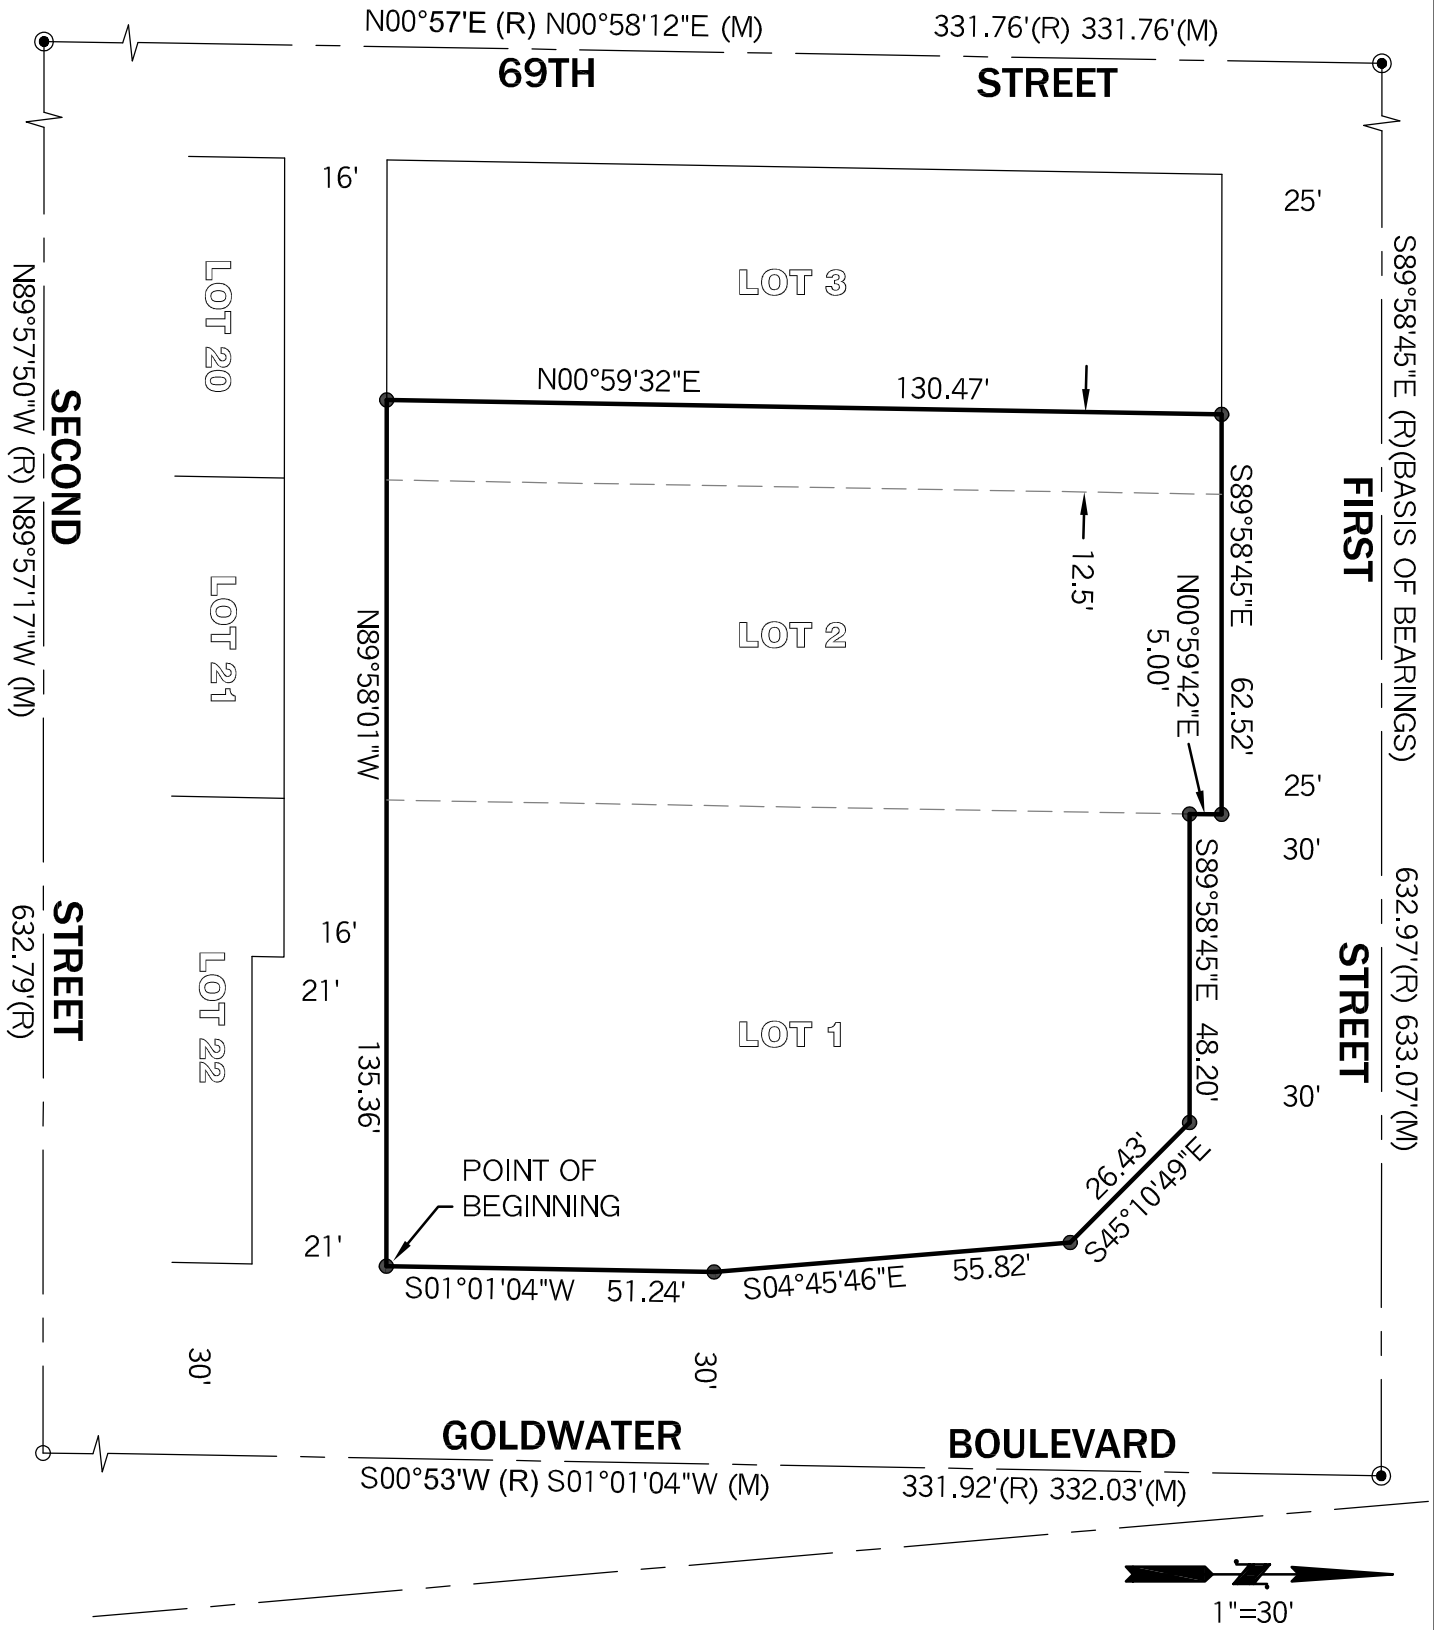 N00°57'E (R) N00°58'12"E (M)
331.76'(R) 331.76'(M)
69TH
STREET
16'
25'
LOT 3
LOT 20
N00°59'32"E
130.47'
S89°58'45"E (R)(BASIS OF BEARINGS)
632.97'(R) 633.07'(M)
FIRST
STREET
S89°58'45"E
62.52'
N00°59'42"E
5.00'
12.5'
LOT 2
LOT 21
N89°57'50"W (R) N89°57'17"W (M)
632.79'(R)
SECOND
STREET
N89°58'01"W
135.36'
25'
30'
S89°58'45"E
48.20'
16'
21'
LOT 22
LOT 1
30'
26.43'
S45°10'49"E
POINT OF
BEGINNING
21'
S01°01'04"W
51.24'
S04°45'46"E
55.82'
30'
30'
GOLDWATER
BOULEVARD
S00°53'W (R) S01°01'04"W (M)
331.92'(R) 332.03'(M)
N
1"=30'